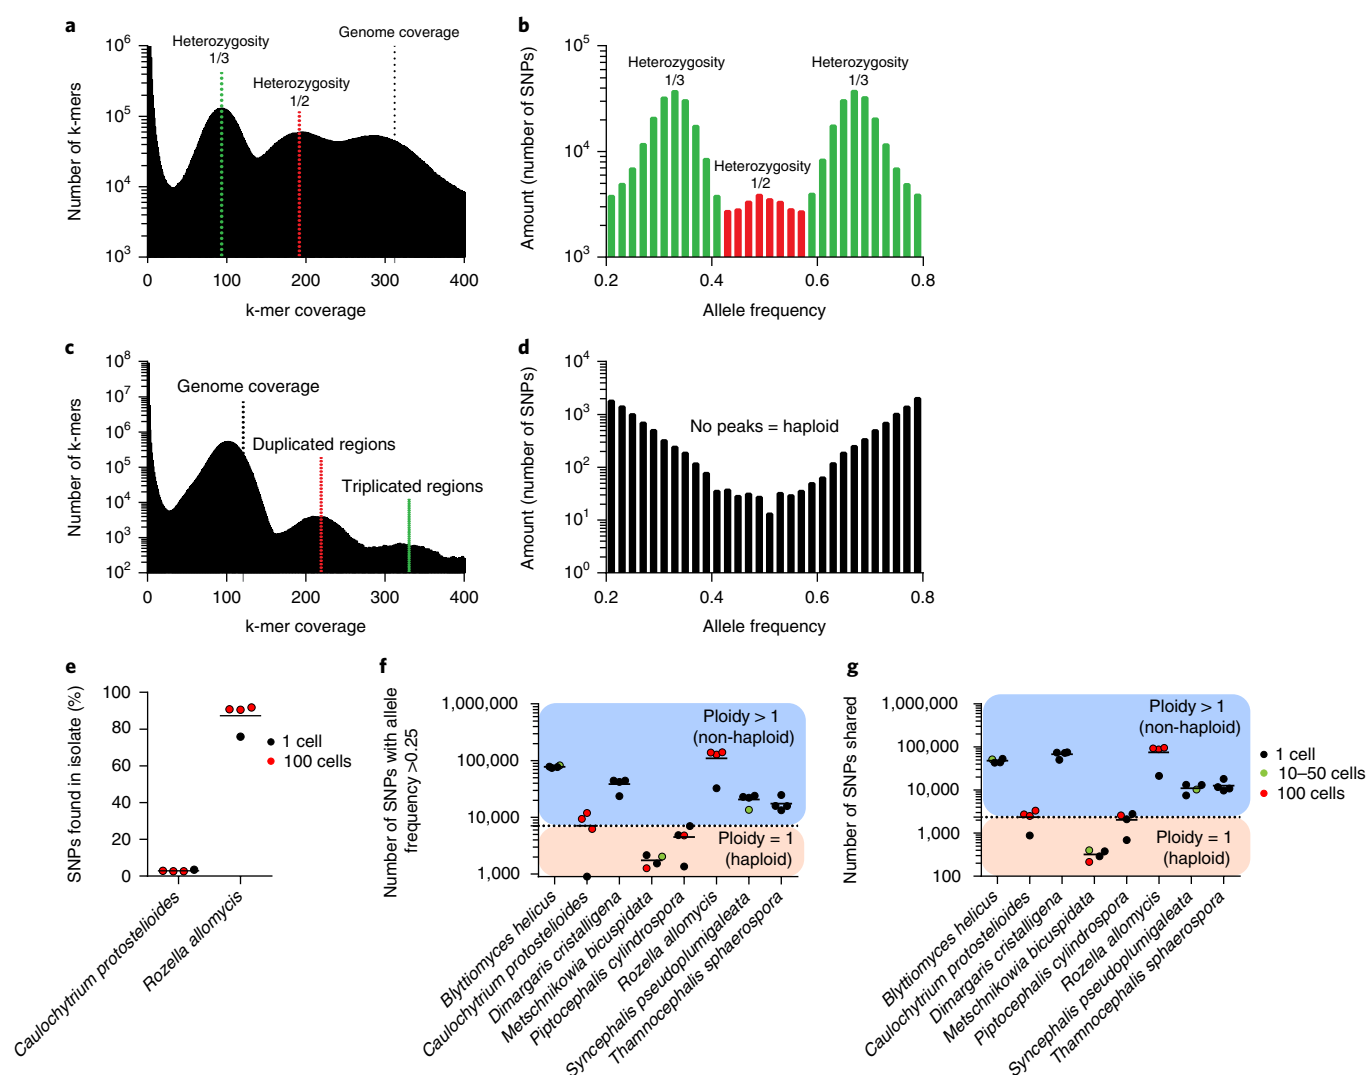 a
Number of k-mers
10^6
10^5
10^4
10^3
Heterozygosity
1/3
Heterozygosity
1/2
Genome coverage
0
100
200
300
400
k-mer coverage
b
Amount (number of SNPs)
10^5
10^4
10^3
Heterozygosity
1/3
Heterozygosity
1/2
Heterozygosity
1/3
0.2
0.4
0.6
0.8
Allele frequency
c
Number of k-mers
10^8
10^7
10^6
10^5
10^4
10^3
10^2
Genome coverage
Duplicated regions
Triplicated regions
0
100
200
300
400
k-mer coverage
d
Amount (number of SNPs)
10^4
10^3
10^2
10^1
10^0
No peaks = haploid
0.2
0.4
0.6
0.8
Allele frequency
e
SNPs found in isolate (%)
100
80
60
40
20
0
1 cell
100 cells
Caulochytrium protostelioides
Rozella allomycis
f
Number of SNPs with allele
frequency >0.25
1,000,000
100,000
10,000
1,000
Ploidy > 1
(non-haploid)
Ploidy = 1
(haploid)
Blyttiomyces helicus
Caulochytrium protostelioides
Dimargaris cristalligena
Metschnikowia bicuspidata
Piptocephalis cylindrospora
Rozella allomycis
Syncephalis pseudoplumigaleata
Thamnocephalis sphaerospora
g
Number of SNPs shared
1,000,000
100,000
10,000
1,000
100
Ploidy > 1
(non-haploid)
Ploidy = 1
(haploid)
1 cell
10–50 cells
100 cells
Blyttiomyces helicus
Caulochytrium protostelioides
Dimargaris cristalligena
Metschnikowia bicuspidata
Piptocephalis cylindrospora
Rozella allomycis
Syncephalis pseudoplumigaleata
Thamnocephalis sphaerospora